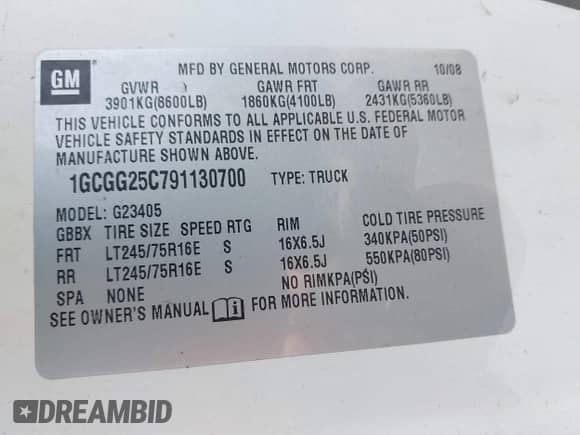 GM
MFD BY GENERAL MOTORS CORP. 10/08
GVWR GAWR FRT GAWR RR
3901KG(8600LB) 1860KG(4100LB) 2431KG(5360LB)
THIS VEHICLE CONFORMS TO ALL APPLICABLE U.S. FEDERAL MOTOR
VEHICLE SAFETY STANDARDS IN EFFECT ON THE DATE OF
MANUFACTURE SHOWN ABOVE.
1GCGG25C791130700 TYPE: TRUCK
MODEL: G23405
GBBX TIRE SIZE SPEED RTG RIM COLD TIRE PRESSURE
FRT LT245/75R16E S 16X6.5J 340KPA(50PSI)
RR LT245/75R16E S 16X6.5J 550KPA(80PSI)
SPA NONE NO RIMKPA(PSI)
SEE OWNER'S MANUAL i FOR MORE INFORMATION.
DREAMBID